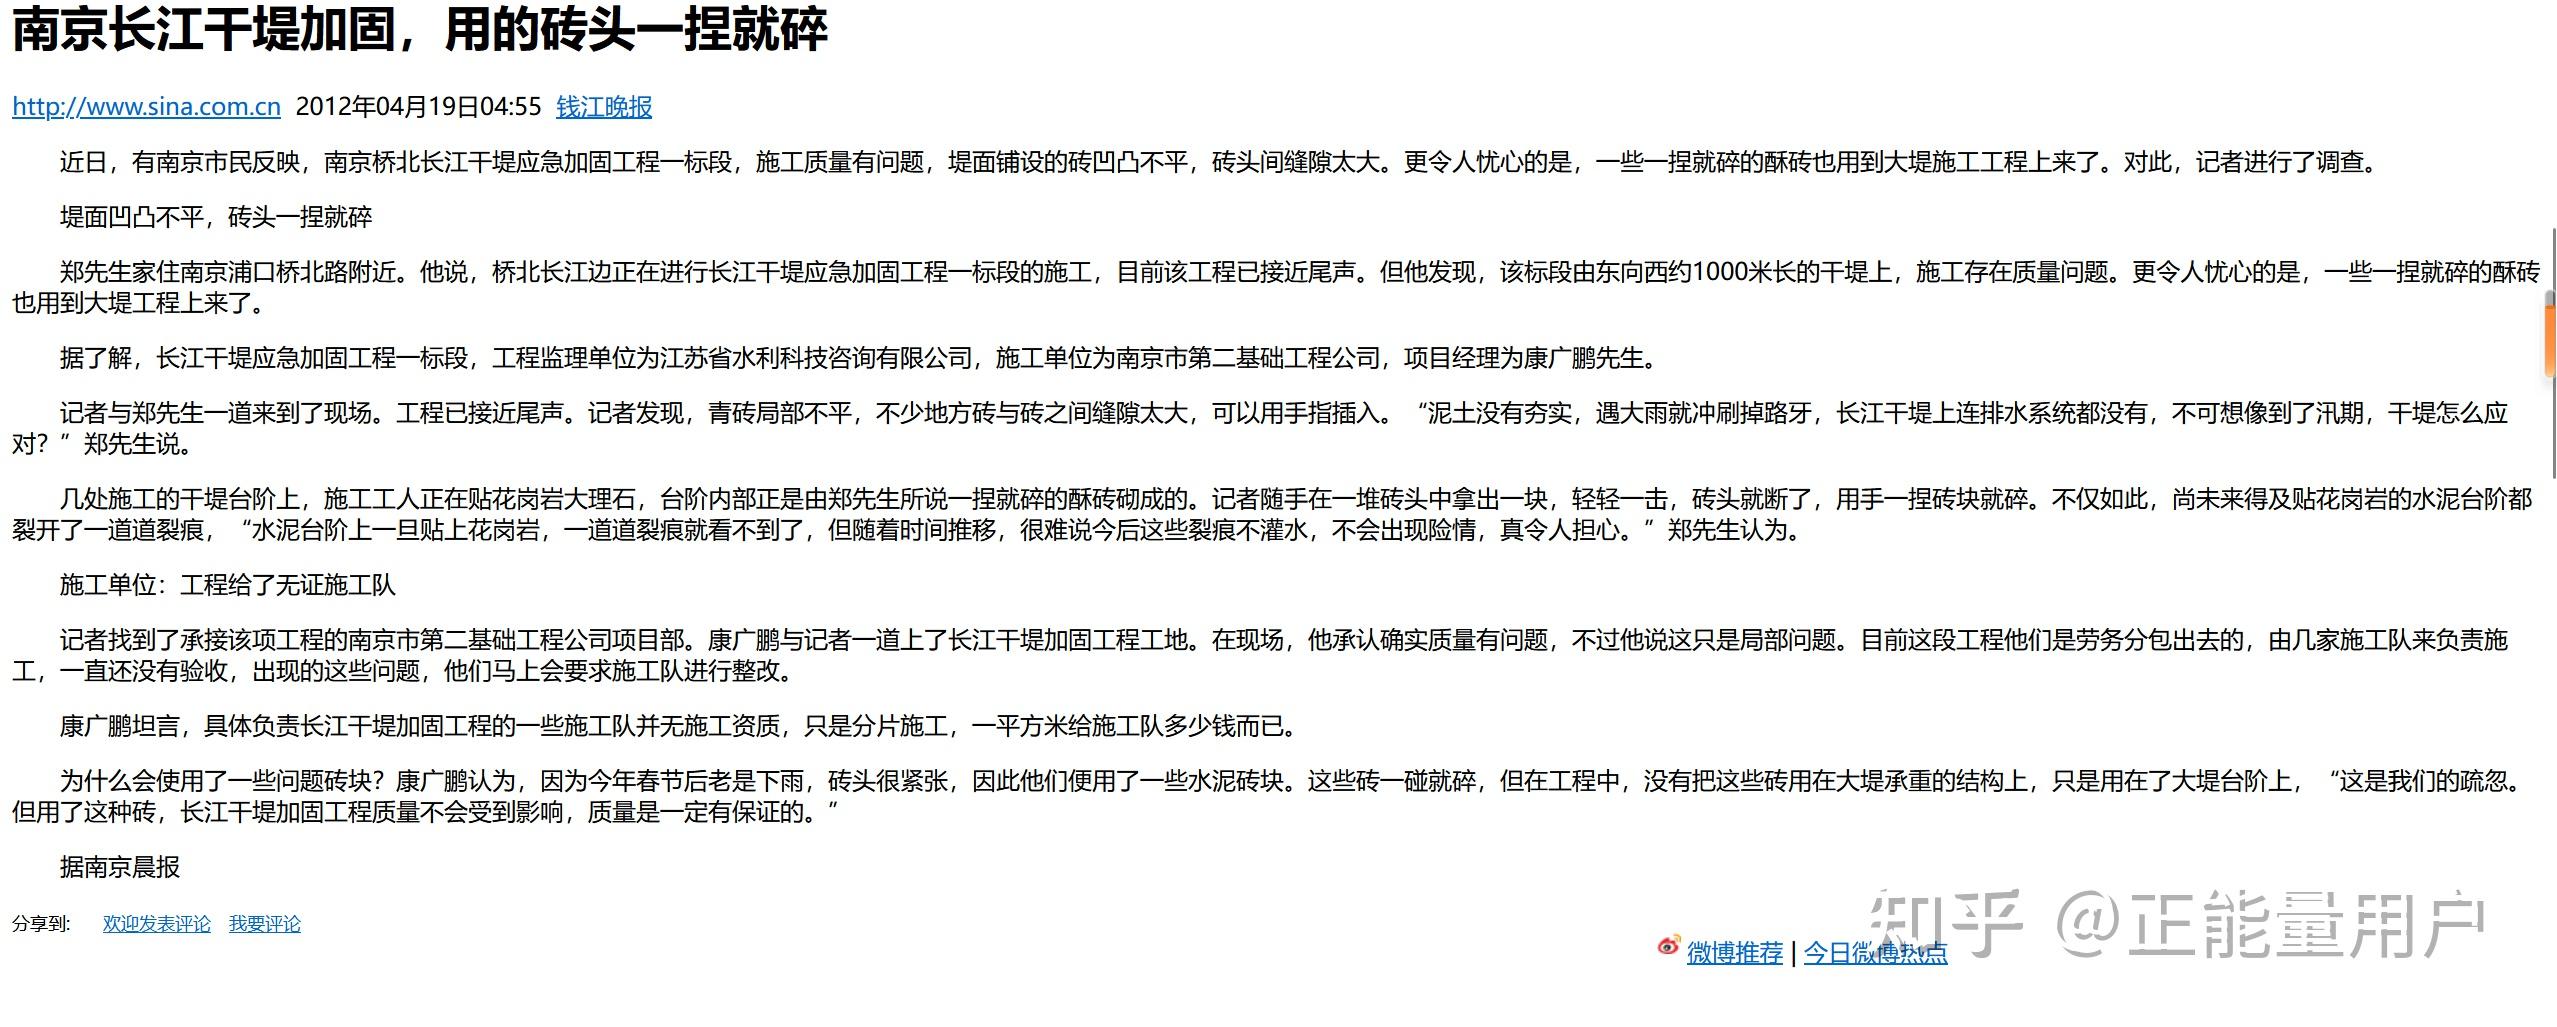 南京长江干堤加固，用的砖头一捏就碎
http://www.sina.com.cn 2012年04月19日04:55 钱江晚报
近日，有南京市民反映，南京桥北长江干堤应急加固工程一标段，施工质量有问题，堤面铺设的砖凹凸不平，砖头间缝隙太大。更令人忧心的是，一些一捏就碎的酥砖也用到大堤施工工程上来了。对此，记者进行了调查。
堤面凹凸不平，砖头一捏就碎
郑先生家住南京浦口桥北路附近。他说，桥北长江边正在进行长江干堤应急加固工程一标段的施工，目前该工程已接近尾声。但他发现，该标段由东向西约1000米长的干堤上，施工存在质量问题。更令人忧心的是，一些一捏就碎的酥砖
也用到大堤工程上来了。
据了解，长江干堤应急加固工程一标段，工程监理单位为江苏省水利科技咨询有限公司，施工单位为南京市第二基础工程公司，项目经理为康广鹏先生。
记者与郑先生一道来到了现场。工程已接近尾声。记者发现，青砖局部不平，不少地方砖与砖之间缝隙太大，可以用手指插入。“泥土没有夯实，遇大雨就冲刷掉路牙，长江干堤上连排水系统都没有，不可想像到了汛期，干堤怎么应
对？”郑先生说。
几处施工的干堤台阶上，施工工人正在贴花岗岩大理石，台阶内部正是由郑先生所说一捏就碎的酥砖砌成的。记者随手在一堆砖头中拿出一块，轻轻一击，砖头就断了，用手一捏砖块就碎。不仅如此，尚未来得及贴花岗岩的水泥台阶都
裂开了一道道裂痕，“水泥台阶上一旦贴上花岗岩，一道道裂痕就看不到了，但随着时间推移，很难说今后这些裂痕不灌水，不会出现险情，真令人担心。”郑先生认为。
施工单位：工程给了无证施工队
记者找到了承接该项工程的南京市第二基础工程公司项目部。康广鹏与记者一道上了长江干堤加固工程工地。在现场，他承认确实质量有问题，不过他说这只是局部问题。目前这段工程他们是劳务分包出去的，由几家施工队来负责施
工，一直还没有验收，出现的这些问题，他们马上会要求施工队进行整改。
康广鹏坦言，具体负责长江干堤加固工程的一些施工队并无施工资质，只是分片施工，一平方米给施工队多少钱而已。
为什么会使用了一些问题砖块？康广鹏认为，因为今年春节后老是下雨，砖头很紧张，因此他们便用了一些水泥砖块。这些砖一碰就碎，但在工程中，没有把这些砖用在大堤承重的结构上，只是用在了大堤台阶上，“这是我们的疏忽。
但用了这种砖，长江干堤加固工程质量不会受到影响，质量是一定有保证的。”
据南京晨报
分享到: 欢迎发表评论 我要评论
微博推荐 | 今日微博热点
知乎 @正能量用户